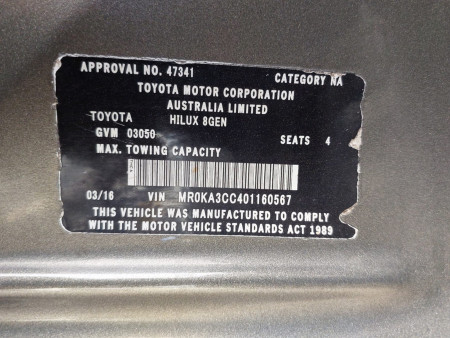 APPROVAL NO. 47341 CATEGORY NA
TOYOTA MOTOR CORPORATION
AUSTRALIA LIMITED
TOYOTA HILUX 8GEN
GVM 03050 SEATS 4
MAX. TOWING CAPACITY
03/16 VIN MR0KA3CC401160567
THIS VEHICLE WAS MANUFACTURED TO COMPLY
WITH THE MOTOR VEHICLE STANDARDS ACT 1989